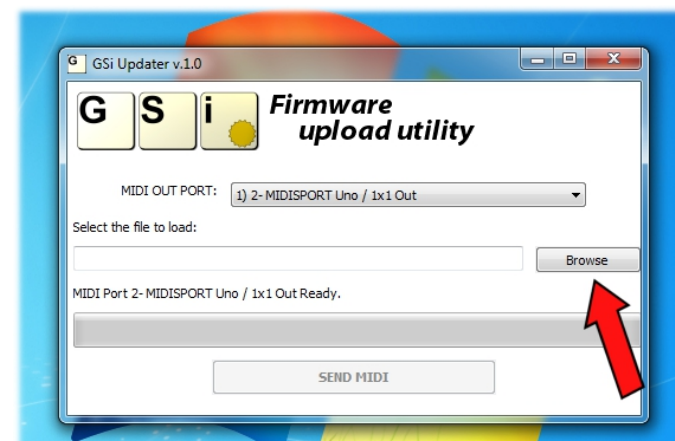 G GSi Updater v.1.0
G S i Firmware
upload utility
MIDI OUT PORT: 1) 2- MIDISPORT Uno / 1x1 Out
Select the file to load:
Browse
MIDI Port 2- MIDISPORT Uno / 1x1 Out Ready.
SEND MIDI